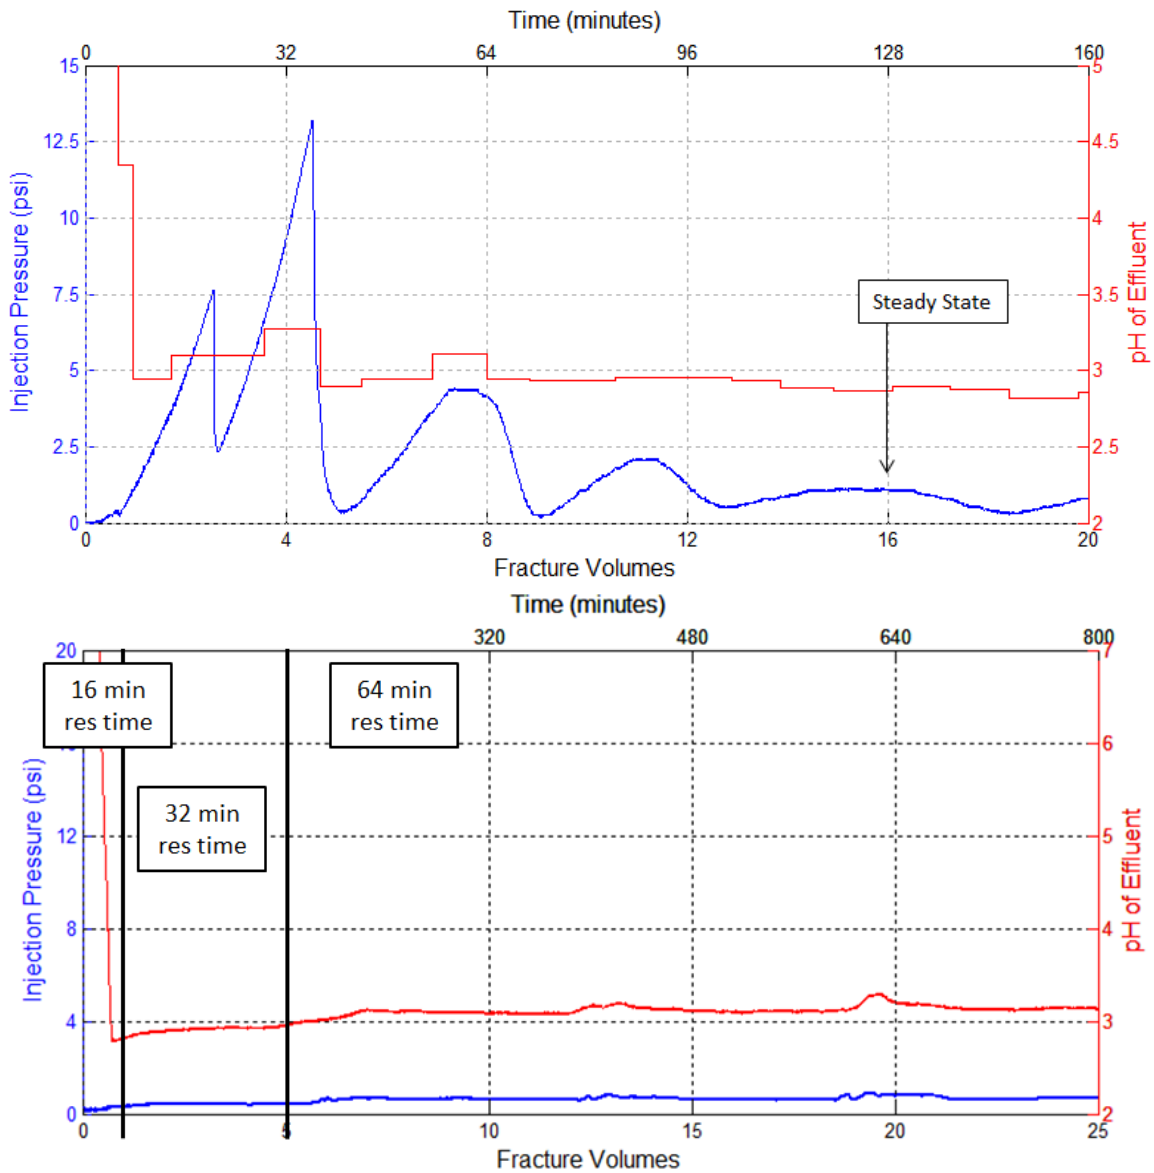 Time (minutes)
0 32 64 96 128 160
15 5
12.5 4.5
10 4
7.5 3.5
5 3
2.5 2.5
0 2
Injection Pressure (psi)
pH of Effluent
Steady State
0 4 8 12 16 20
Fracture Volumes
Time (minutes)
320 480 640 800
20 7
16 min
res time
64 min
res time
6
32 min
res time
12 5
8 4
4 3
0 2
Injection Pressure (psi)
pH of Effluent
0 5 10 15 20 25
Fracture Volumes